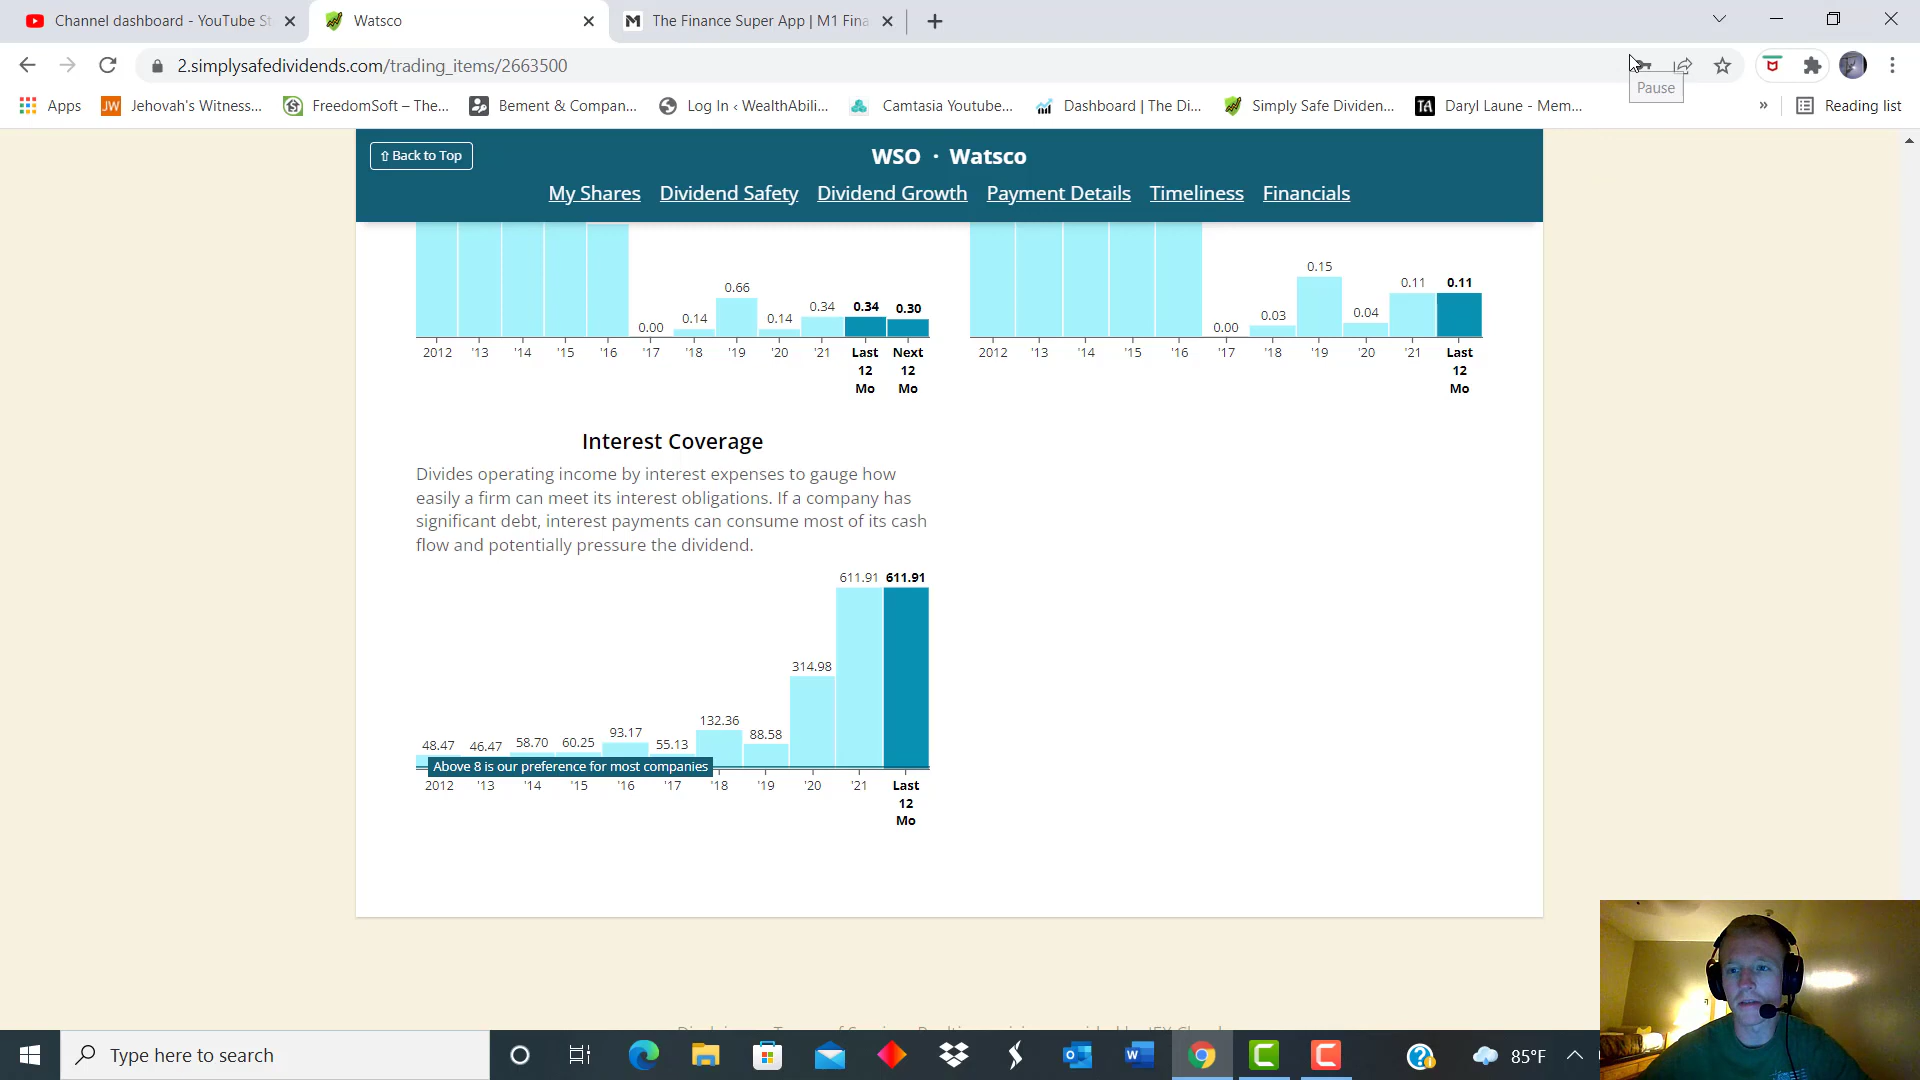 Channel dashboard - YouTube St
Watsco
The Finance Super App | M1 Fina
2.simplysafedividends.com/trading_items/2663500
Pause
Apps
JW Jehovah's Witness...
FreedomSoft – The...
Bement & Compan...
Log In ‹ WealthAbili...
Camtasia Youtube...
Dashboard | The Di...
Simply Safe Dividen...
TA Daryl Laune - Mem...
»
Reading list
⇧ Back to Top
WSO · Watsco
My Shares Dividend Safety Dividend Growth Payment Details Timeliness Financials
0.00 0.14 0.66 0.14 0.34 0.34 0.30
2012 '13 '14 '15 '16 '17 '18 '19 '20 '21 Last 12 Mo Next 12 Mo
0.00 0.03 0.15 0.04 0.11 0.11
2012 '13 '14 '15 '16 '17 '18 '19 '20 '21 Last 12 Mo
Interest Coverage
Divides operating income by interest expenses to gauge how
easily a firm can meet its interest obligations. If a company has
significant debt, interest payments can consume most of its cash
flow and potentially pressure the dividend.
48.47 46.47 58.70 60.25 93.17 55.13 132.36 88.58 314.98 611.91 611.91
Above 8 is our preference for most companies
2012 '13 '14 '15 '16 '17 '18 '19 '20 '21 Last 12 Mo
Type here to search
85°F